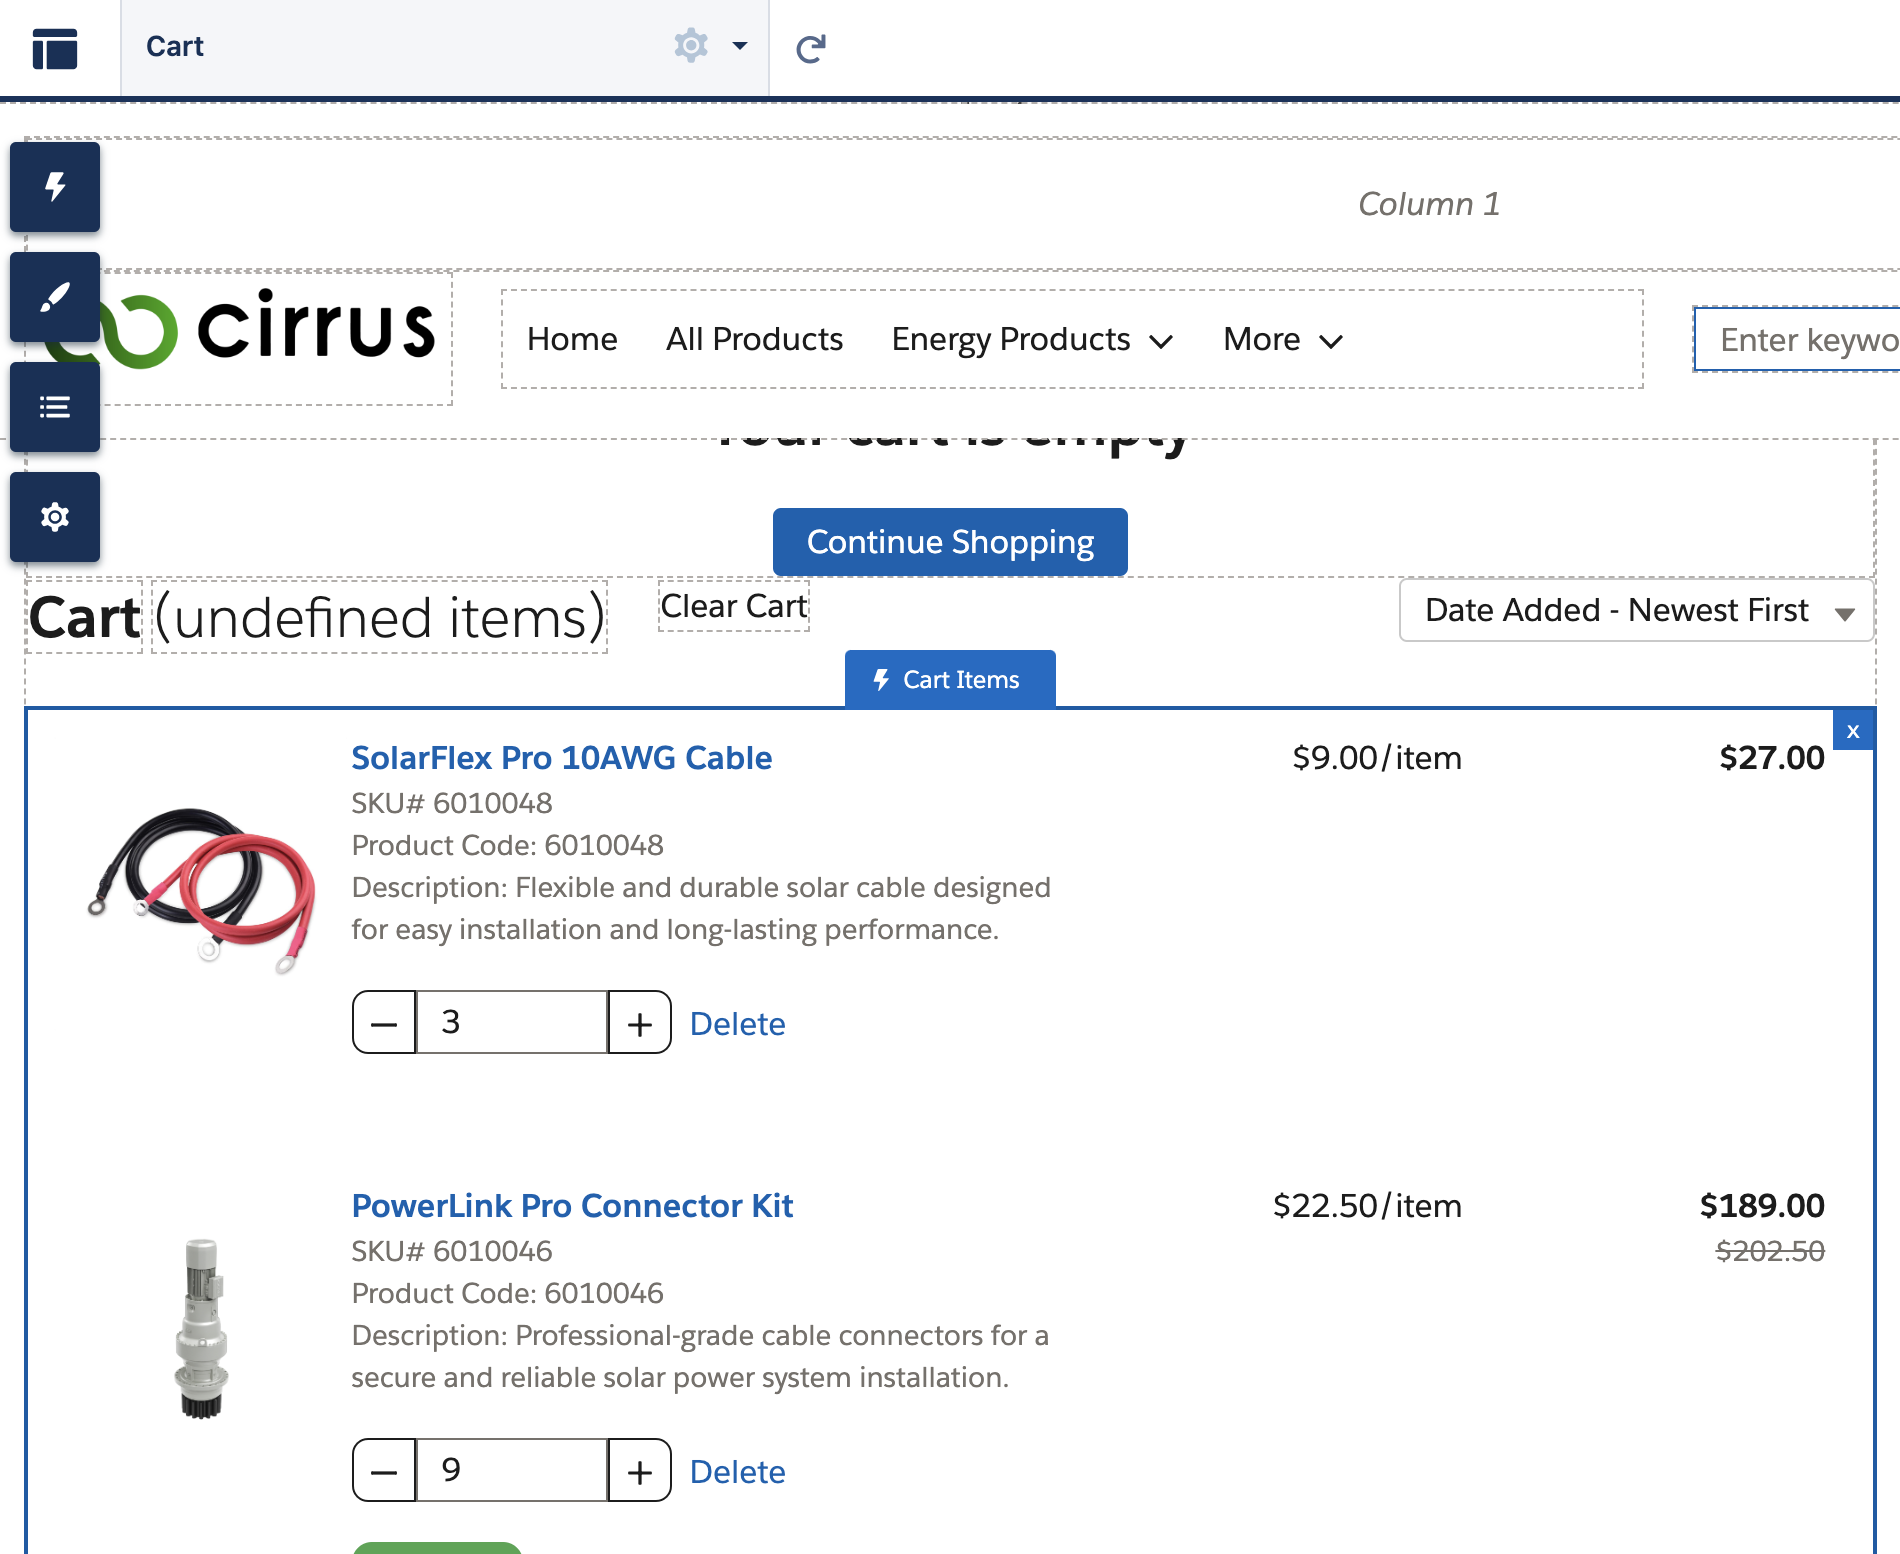 Cart
Column 1
cirrus
Home
All Products
Energy Products
More
Enter keywo
Your cart is empty
Continue Shopping
Cart (undefined items)
Clear Cart
Date Added - Newest First
Cart Items
x
SolarFlex Pro 10AWG Cable
$9.00/item
$27.00
SKU# 6010048
Product Code: 6010048
Description: Flexible and durable solar cable designed
for easy installation and long-lasting performance.
3
Delete
PowerLink Pro Connector Kit
$22.50/item
$189.00
SKU# 6010046
$202.50
Product Code: 6010046
Description: Professional-grade cable connectors for a
secure and reliable solar power system installation.
9
Delete